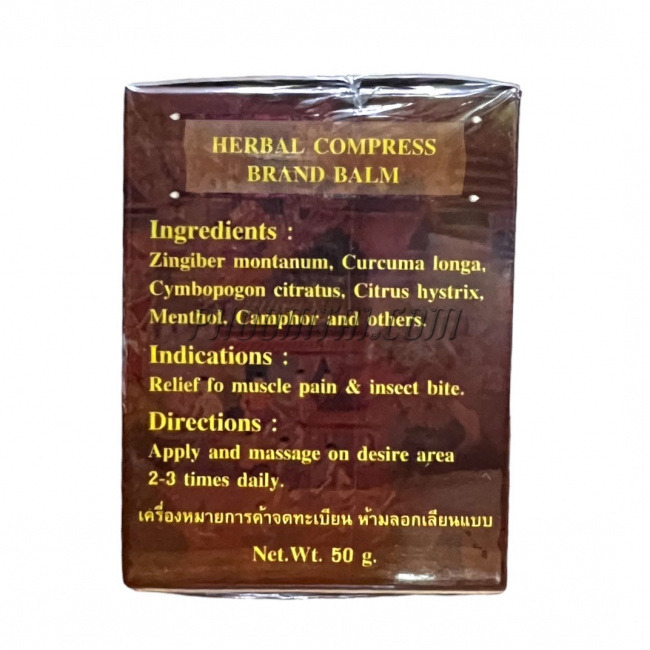 HERBAL COMPRESS
BRAND BALM
Ingredients :
Zingiber montanum, Curcuma longa,
Cymbopogon citratus, Citrus hystrix,
Menthol, Camphor and others.
Indications :
Relief fo muscle pain & insect bite.
Directions :
Apply and massage on desire area
2-3 times daily.
เครื่องหมายการค้าจดทะเบียน ห้ามลอกเลียนแบบ
Net.Wt. 50 g.